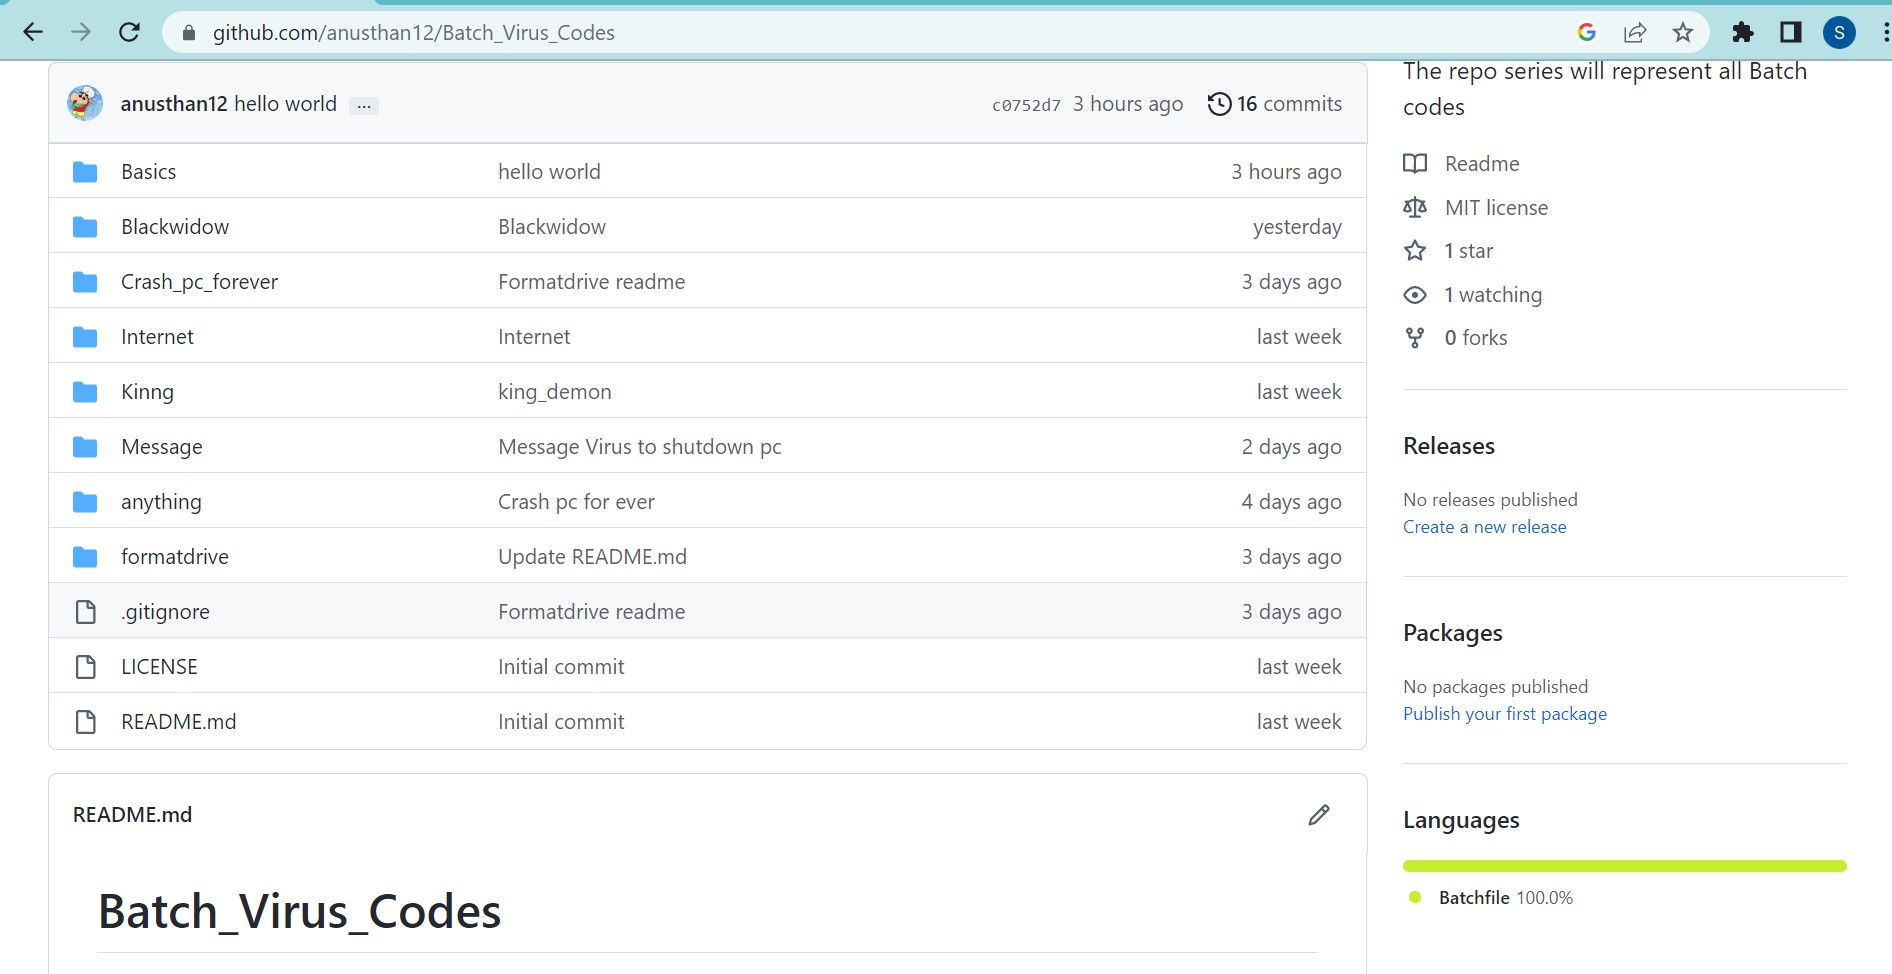 github.com/anusthan12/Batch_Virus_Codes
S
anusthan12 hello world ...
c0752d7 3 hours ago 16 commits
Basics hello world 3 hours ago
Blackwidow Blackwidow yesterday
Crash_pc_forever Formatdrive readme 3 days ago
Internet Internet last week
Kinng king_demon last week
Message Message Virus to shutdown pc 2 days ago
anything Crash pc for ever 4 days ago
formatdrive Update README.md 3 days ago
.gitignore Formatdrive readme 3 days ago
LICENSE Initial commit last week
README.md Initial commit last week
README.md
Batch_Virus_Codes
The repo series will represent all Batch
codes
Readme
MIT license
1 star
1 watching
0 forks
Releases
No releases published
Create a new release
Packages
No packages published
Publish your first package
Languages
Batchfile 100.0%